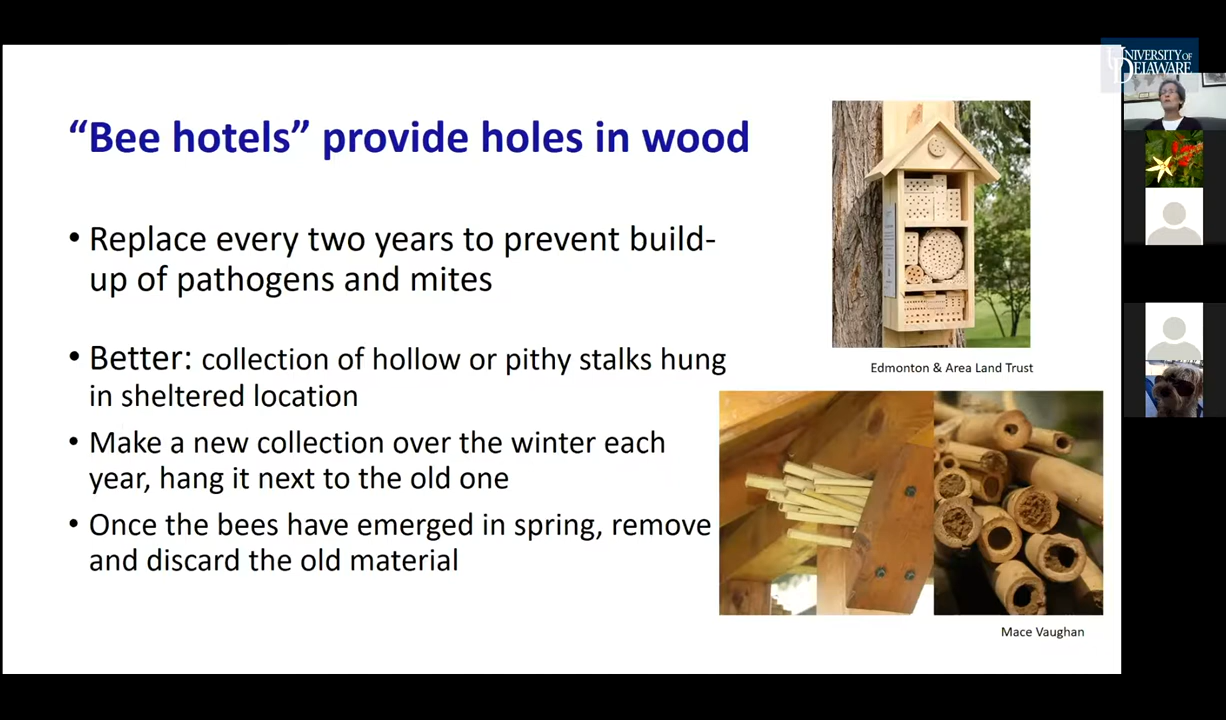 UNIVERSITY OF
DELAWARE
“Bee hotels” provide holes in wood
• Replace every two years to prevent build-
up of pathogens and mites
• Better: collection of hollow or pithy stalks hung
in sheltered location
• Make a new collection over the winter each
year, hang it next to the old one
• Once the bees have emerged in spring, remove
and discard the old material
Edmonton & Area Land Trust
Mace Vaughan